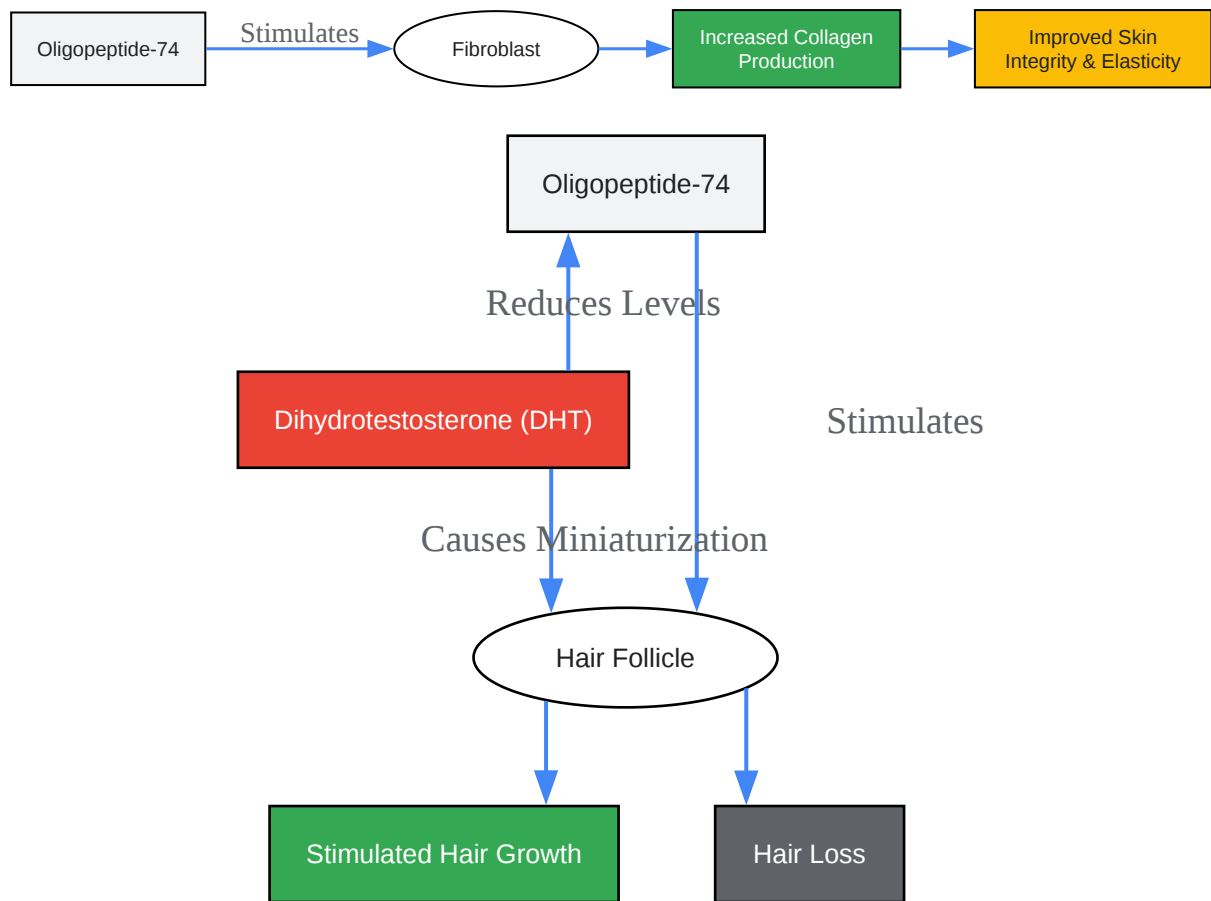 Oligopeptide-74
Stimulates
Fibroblast
Increased Collagen
Production
Improved Skin
Integrity & Elasticity
Oligopeptide-74
Reduces Levels
Dihydrotestosterone (DHT)
Stimulates
Causes Miniaturization
Hair Follicle
Stimulated Hair Growth
Hair Loss